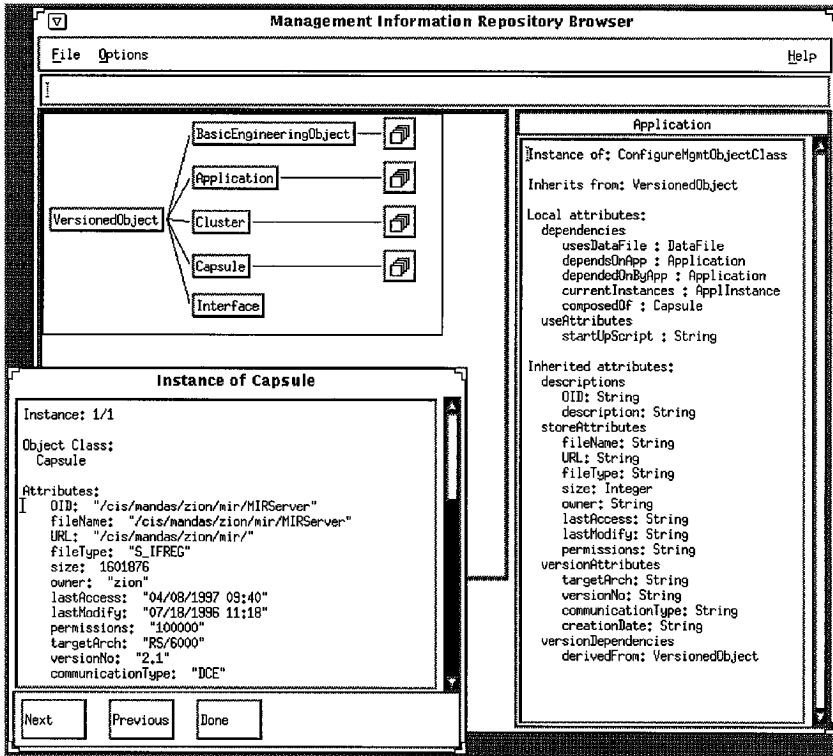 Management Information Repository Browser
File Options Help
BasicEngineeringObject
Application
VersionedObject
Cluster
Capsule
Interface
Application
Instance of: ConfigureMgmtObjectClass
Inherits from: VersionedObject
Local attributes:
dependencies
usesDataFile : DataFile
dependsOnApp : Application
dependedOnByApp : Application
currentInstances : ApplInstance
composedOf : Capsule
useAttributes
startUpScript : String
Inherited attributes:
descriptions
OID: String
description: String
storeAttributes
fileName: String
URL: String
fileType: String
size: Integer
owner: String
lastAccess: String
lastModify: String
permissions: String
versionAttributes
targetArch: String
versionNo: String
communicationType: String
creationDate: String
versionDependencies
derivedFrom: VersionedObject
Instance of Capsule
Instance: 1/1
Object Class:
Capsule
Attributes:
OID: "/cis/mandas/zion/mir/MIRServer"
fileName: "/cis/mandas/zion/mir/MIRServer"
URL: "/cis/mandas/zion/mir/"
fileType: "S_IFREG"
size: 1601876
owner: "zion"
lastAccess: "04/08/1997 09:40"
lastModify: "07/18/1996 11:18"
permissions: "100000"
targetArch: "RS/6000"
versionNo: "2.1"
communicationType: "DCE"
Next Previous Done